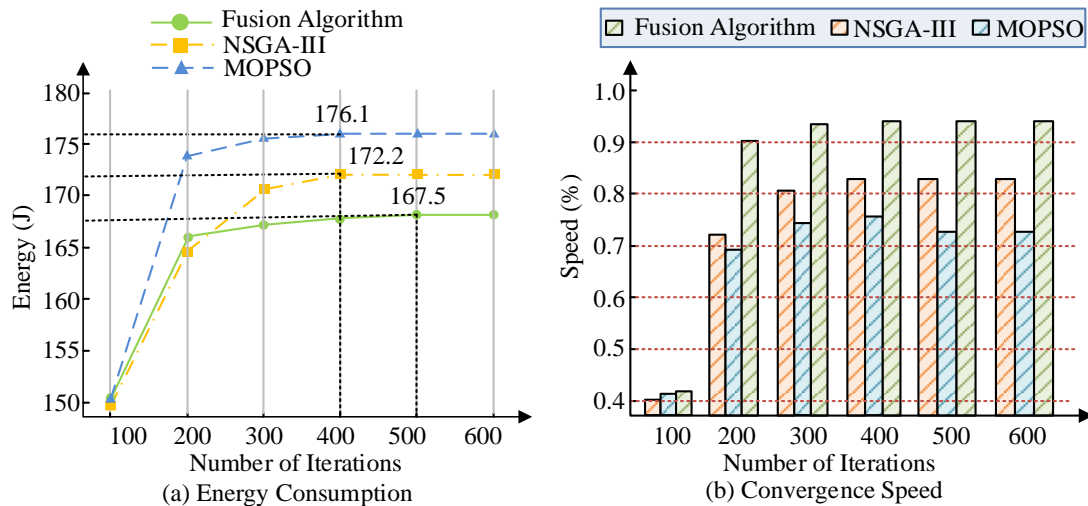 Fusion Algorithm
NSGA-III
MOPSO
180
175
170
165
160
155
150
Energy (J)
176.1
172.2
167.5
100 200 300 400 500 600
Number of Iterations
(a) Energy Consumption
Fusion Algorithm NSGA-III MOPSO
1.0
0.9
0.8
0.7
0.6
0.5
0.4
Speed (%)
100 200 300 400 500 600
Number of Iterations
(b) Convergence Speed